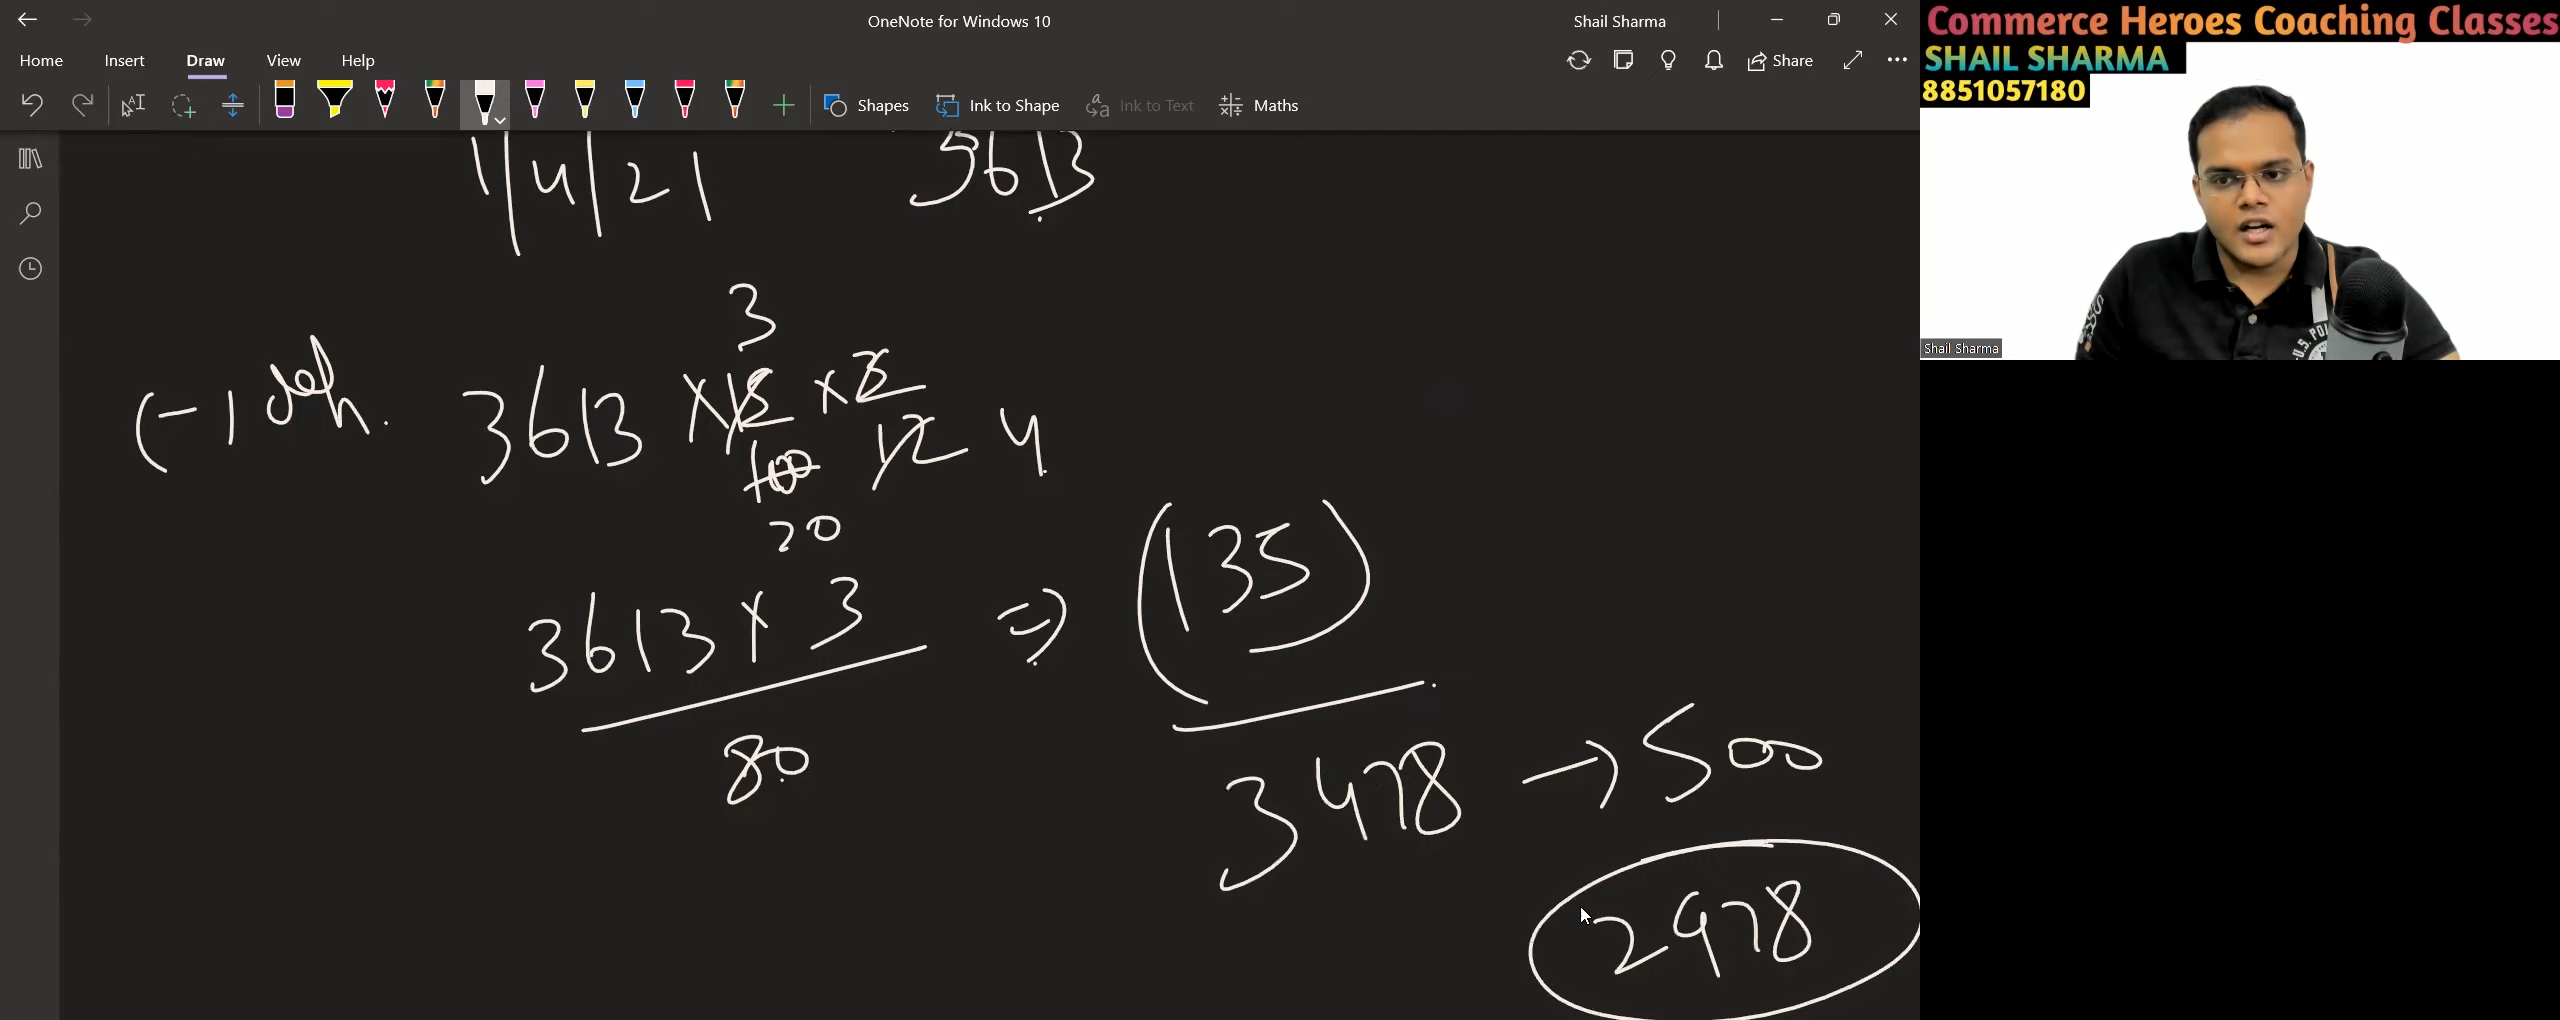 OneNote for Windows 10
Shail Sharma
Home Insert Draw View Help
Share
Shapes Ink to Shape Ink to Text Maths
Commerce Heroes Coaching Classes
SHAIL SHARMA
8851057180
Shail Sharma
1/4/21 3613
3
(-) deh. 3613 × 15 × 3
100 12 4
20
3613 × 3 ⇒ (135)
80
3478 → 500
2978